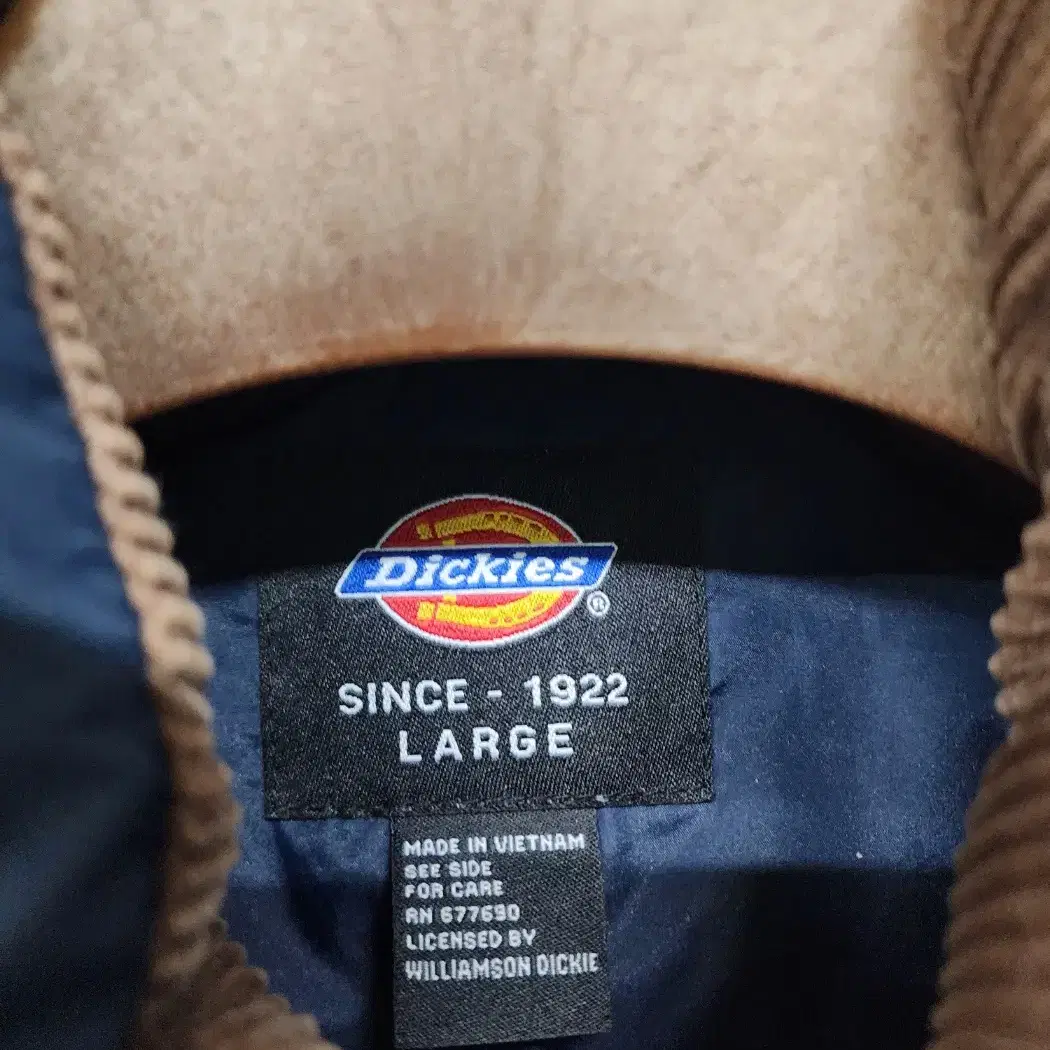 Dickies
®
SINCE - 1922
LARGE
MADE IN VIETNAM
SEE SIDE
FOR CARE
RN 677630
LICENSED BY
WILLIAMSON DICKIE